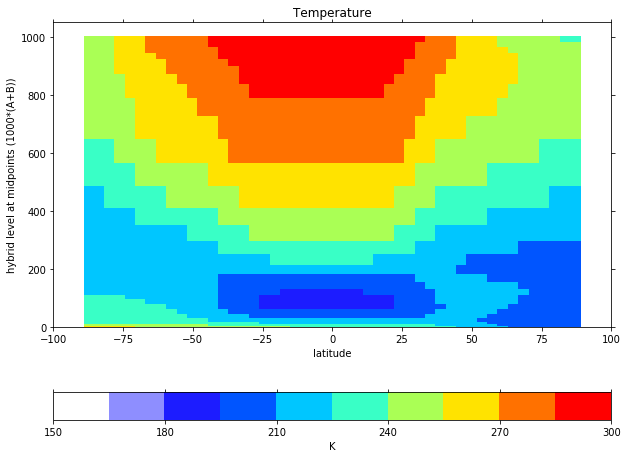 Temperature
1000
800
600
400
200
0
hybrid level at midpoints (1000*(A+B))
−100 −75 −50 −25 0 25 50 75 100
latitude
150 180 210 240 270 300
K